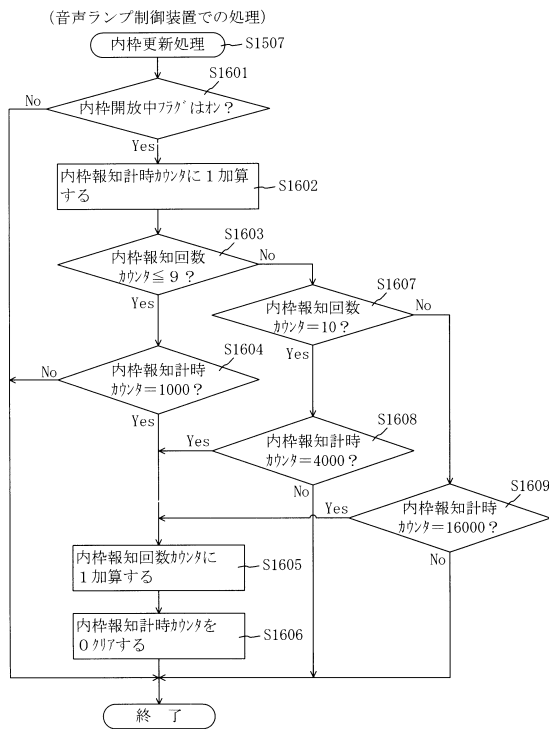 (音声ランプ制御装置での処理)
内枠更新処理
S1507
S1601
No
内枠開放中フラグはオン?
Yes
内枠報知計時カウンタに1加算
する
S1602
S1603
内枠報知回数
カウンタ≦9?
No
Yes
S1607
内枠報知回数
カウンタ=10?
No
Yes
S1604
内枠報知計時
カウンタ=1000?
No
Yes
S1608
内枠報知計時
カウンタ=4000?
Yes
No
S1609
内枠報知計時
カウンタ=16000?
Yes
No
内枠報知回数カウンタに
1加算する
S1605
内枠報知計時カウンタを
0クリアする
S1606
終 了